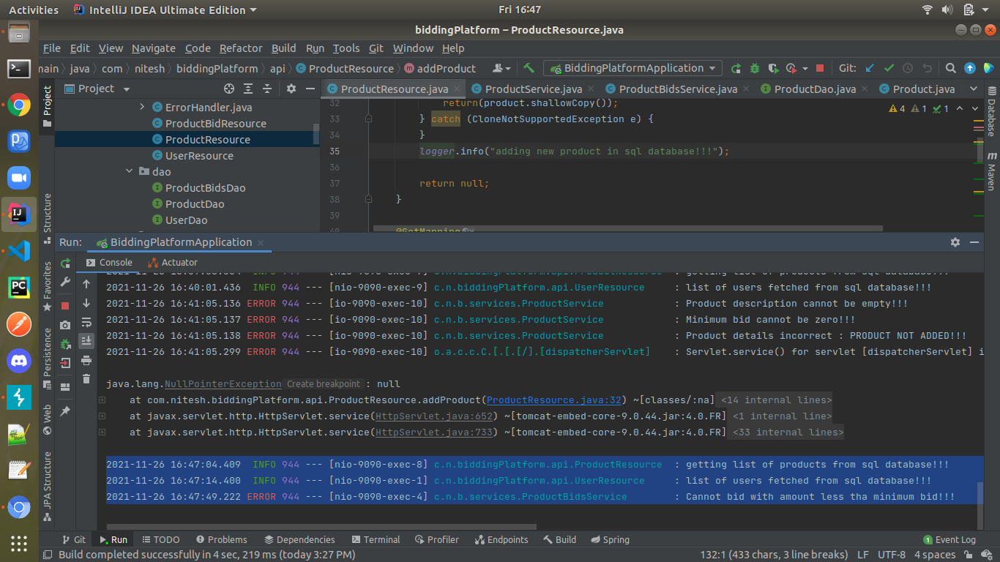 Activities IntelliJ IDEA Ultimate Edition Fri 16:47
biddingPlatform – ProductResource.java
File Edit View Navigate Code Refactor Build Run Tools Git Window Help
main java com nitesh biddingPlatform api ProductResource addProduct BiddingPlatformApplication Git:
Project
ProductResource.java ProductService.java ProductBidsService.java ProductDao.java Product.java
ErrorHandler.java
ProductBidResource
ProductResource
UserResource
dao
ProductBidsDao
ProductDao
UserDao
4 1 1
32 return(product.shallowCopy());
33 } catch (CloneNotSupportedException e) {
34 }
35 logger.info("adding new product in sql database!!!");
36
37 return null;
38 }
39
40 @GetMapping
Project
Structure
Favorites
Persistence
Web
JPA Structure
Database
Maven
Run: BiddingPlatformApplication
Console Actuator
c.n.biddingPlatform.api.ProductResource : getting list of products from sql database!!!
2021-11-26 16:40:01.436 INFO 944 --- [nio-9090-exec-9] c.n.biddingPlatform.api.UserResource : list of users fetched from sql database!!!
2021-11-26 16:41:05.136 ERROR 944 --- [io-9090-exec-10] c.n.b.services.ProductService : Product description cannot be empty!!!
2021-11-26 16:41:05.137 ERROR 944 --- [io-9090-exec-10] c.n.b.services.ProductService : Minimum bid cannot be zero!!!
2021-11-26 16:41:05.138 ERROR 944 --- [io-9090-exec-10] c.n.b.services.ProductService : Product details incorrect : PRODUCT NOT ADDED!!!
2021-11-26 16:41:05.299 ERROR 944 --- [io-9090-exec-10] o.a.c.c.C.[.[.[/].[dispatcherServlet] : Servlet.service() for servlet [dispatcherServlet] i
java.lang.NullPointerException Create breakpoint : null
at com.nitesh.biddingPlatform.api.ProductResource.addProduct(ProductResource.java:32) ~[classes/:na] <14 internal lines>
at javax.servlet.http.HttpServlet.service(HttpServlet.java:652) ~[tomcat-embed-core-9.0.44.jar:4.0.FR] <1 internal line>
at javax.servlet.http.HttpServlet.service(HttpServlet.java:733) ~[tomcat-embed-core-9.0.44.jar:4.0.FR] <33 internal lines>
2021-11-26 16:47:04.409 INFO 944 --- [nio-9090-exec-8] c.n.biddingPlatform.api.ProductResource : getting list of products from sql database!!!
2021-11-26 16:47:14.400 INFO 944 --- [nio-9090-exec-1] c.n.biddingPlatform.api.UserResource : list of users fetched from sql database!!!
2021-11-26 16:47:49.222 ERROR 944 --- [nio-9090-exec-4] c.n.b.services.ProductBidsService : Cannot bid with amount less tha minimum bid!!!
Git Run TODO Problems Dependencies Terminal Profiler Endpoints Build Spring 1 Event Log
Build completed successfully in 4 sec, 219 ms (today 3:27 PM) 132:1 (433 chars, 3 line breaks) LF UTF-8 4 spaces